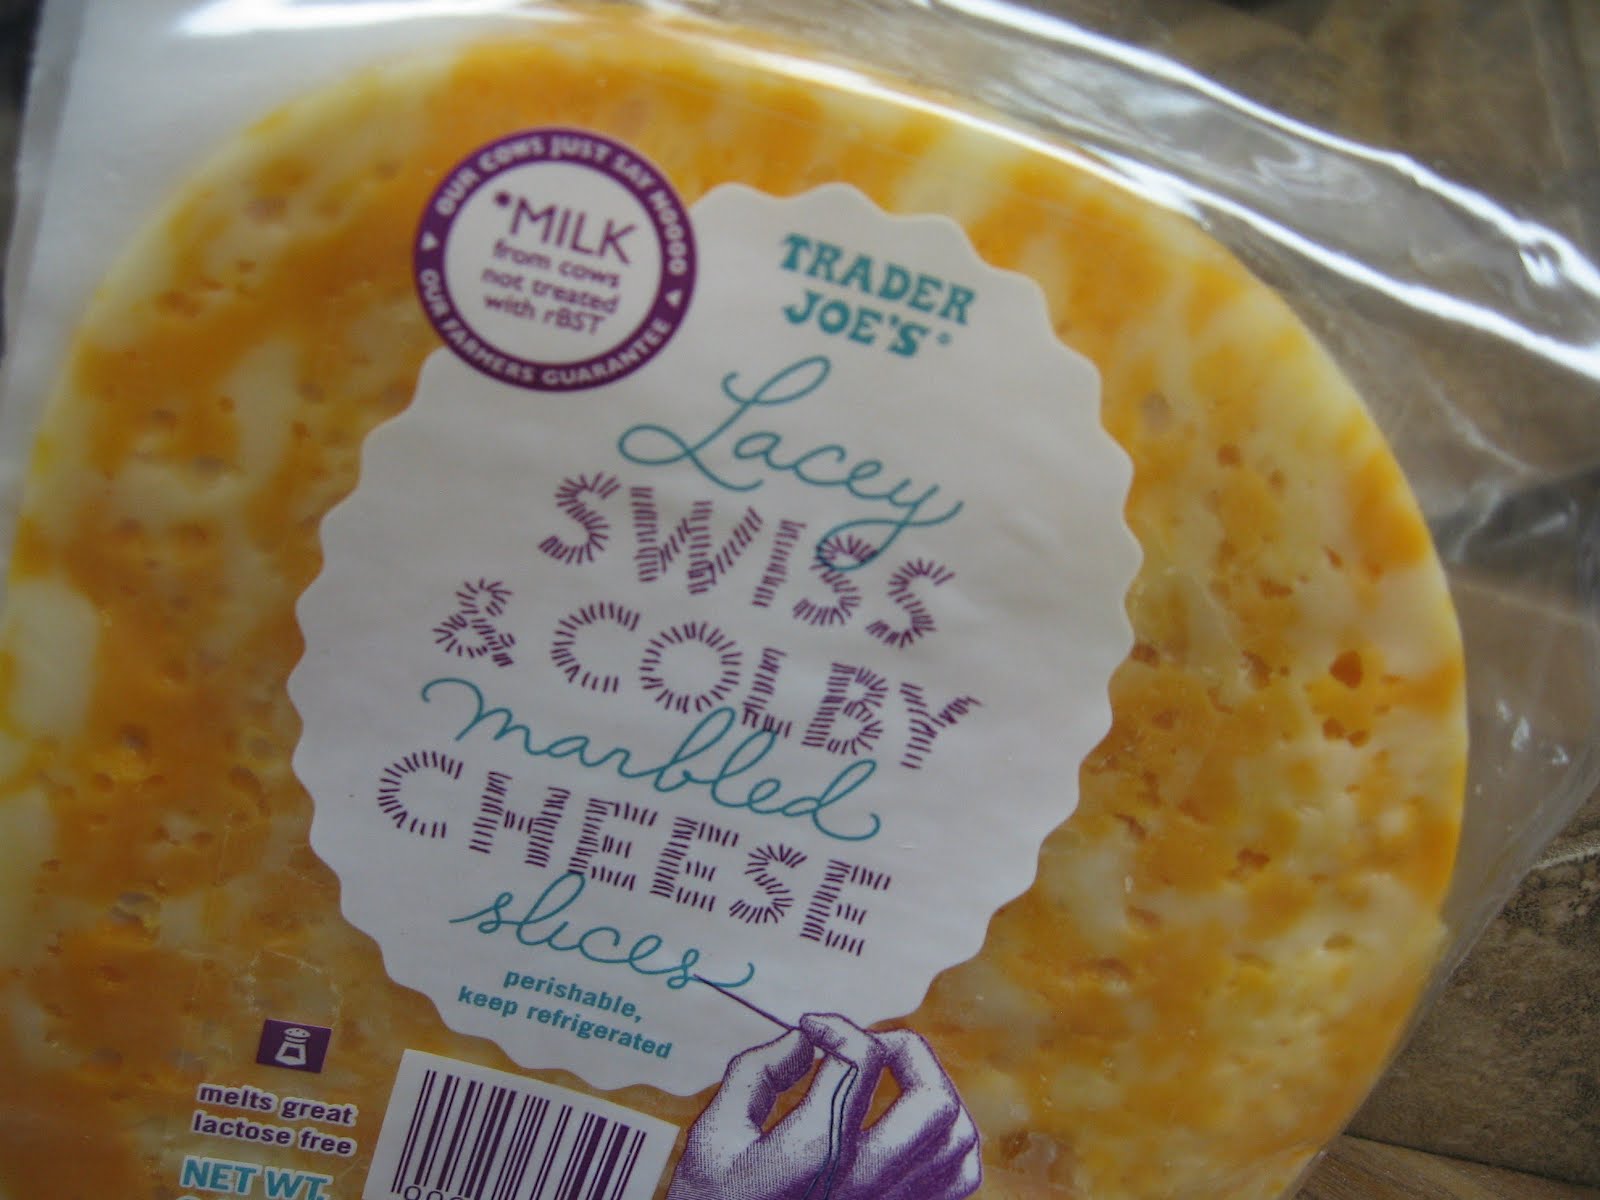 OUR COWS JUST SAY NOOOO
*MILK
from cows
not treated
with rBST
OUR FARMERS GUARANTEE
TRADER
JOE'S®
Lacey
SWISS
& COLBY
marbled
CHEESE
slices
perishable,
keep refrigerated
melts great
lactose free
NET WT.